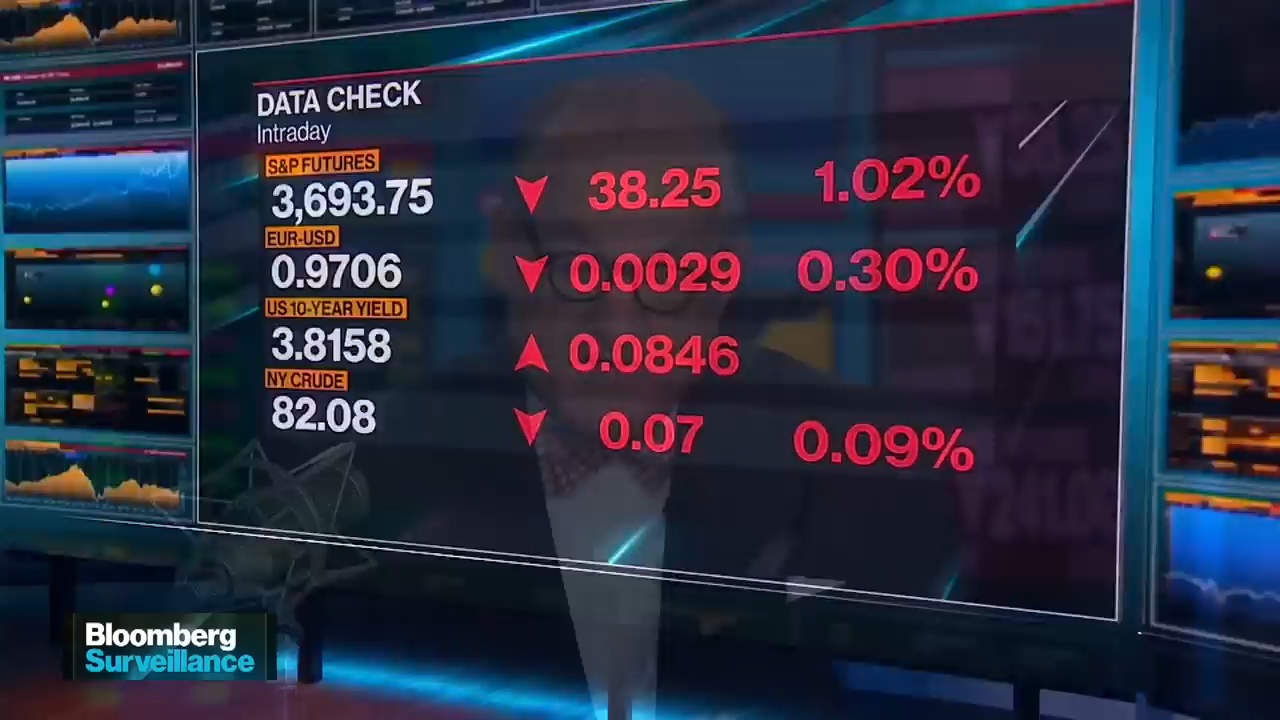 DATA CHECK
Intraday
S&P FUTURES
3,693.75 ▼ 38.25 1.02%
EUR-USD
0.9706 ▼ 0.0029 0.30%
US 10-YEAR YIELD
3.8158 ▲ 0.0846
NY CRUDE
82.08 ▼ 0.07 0.09%
Bloomberg
Surveillance